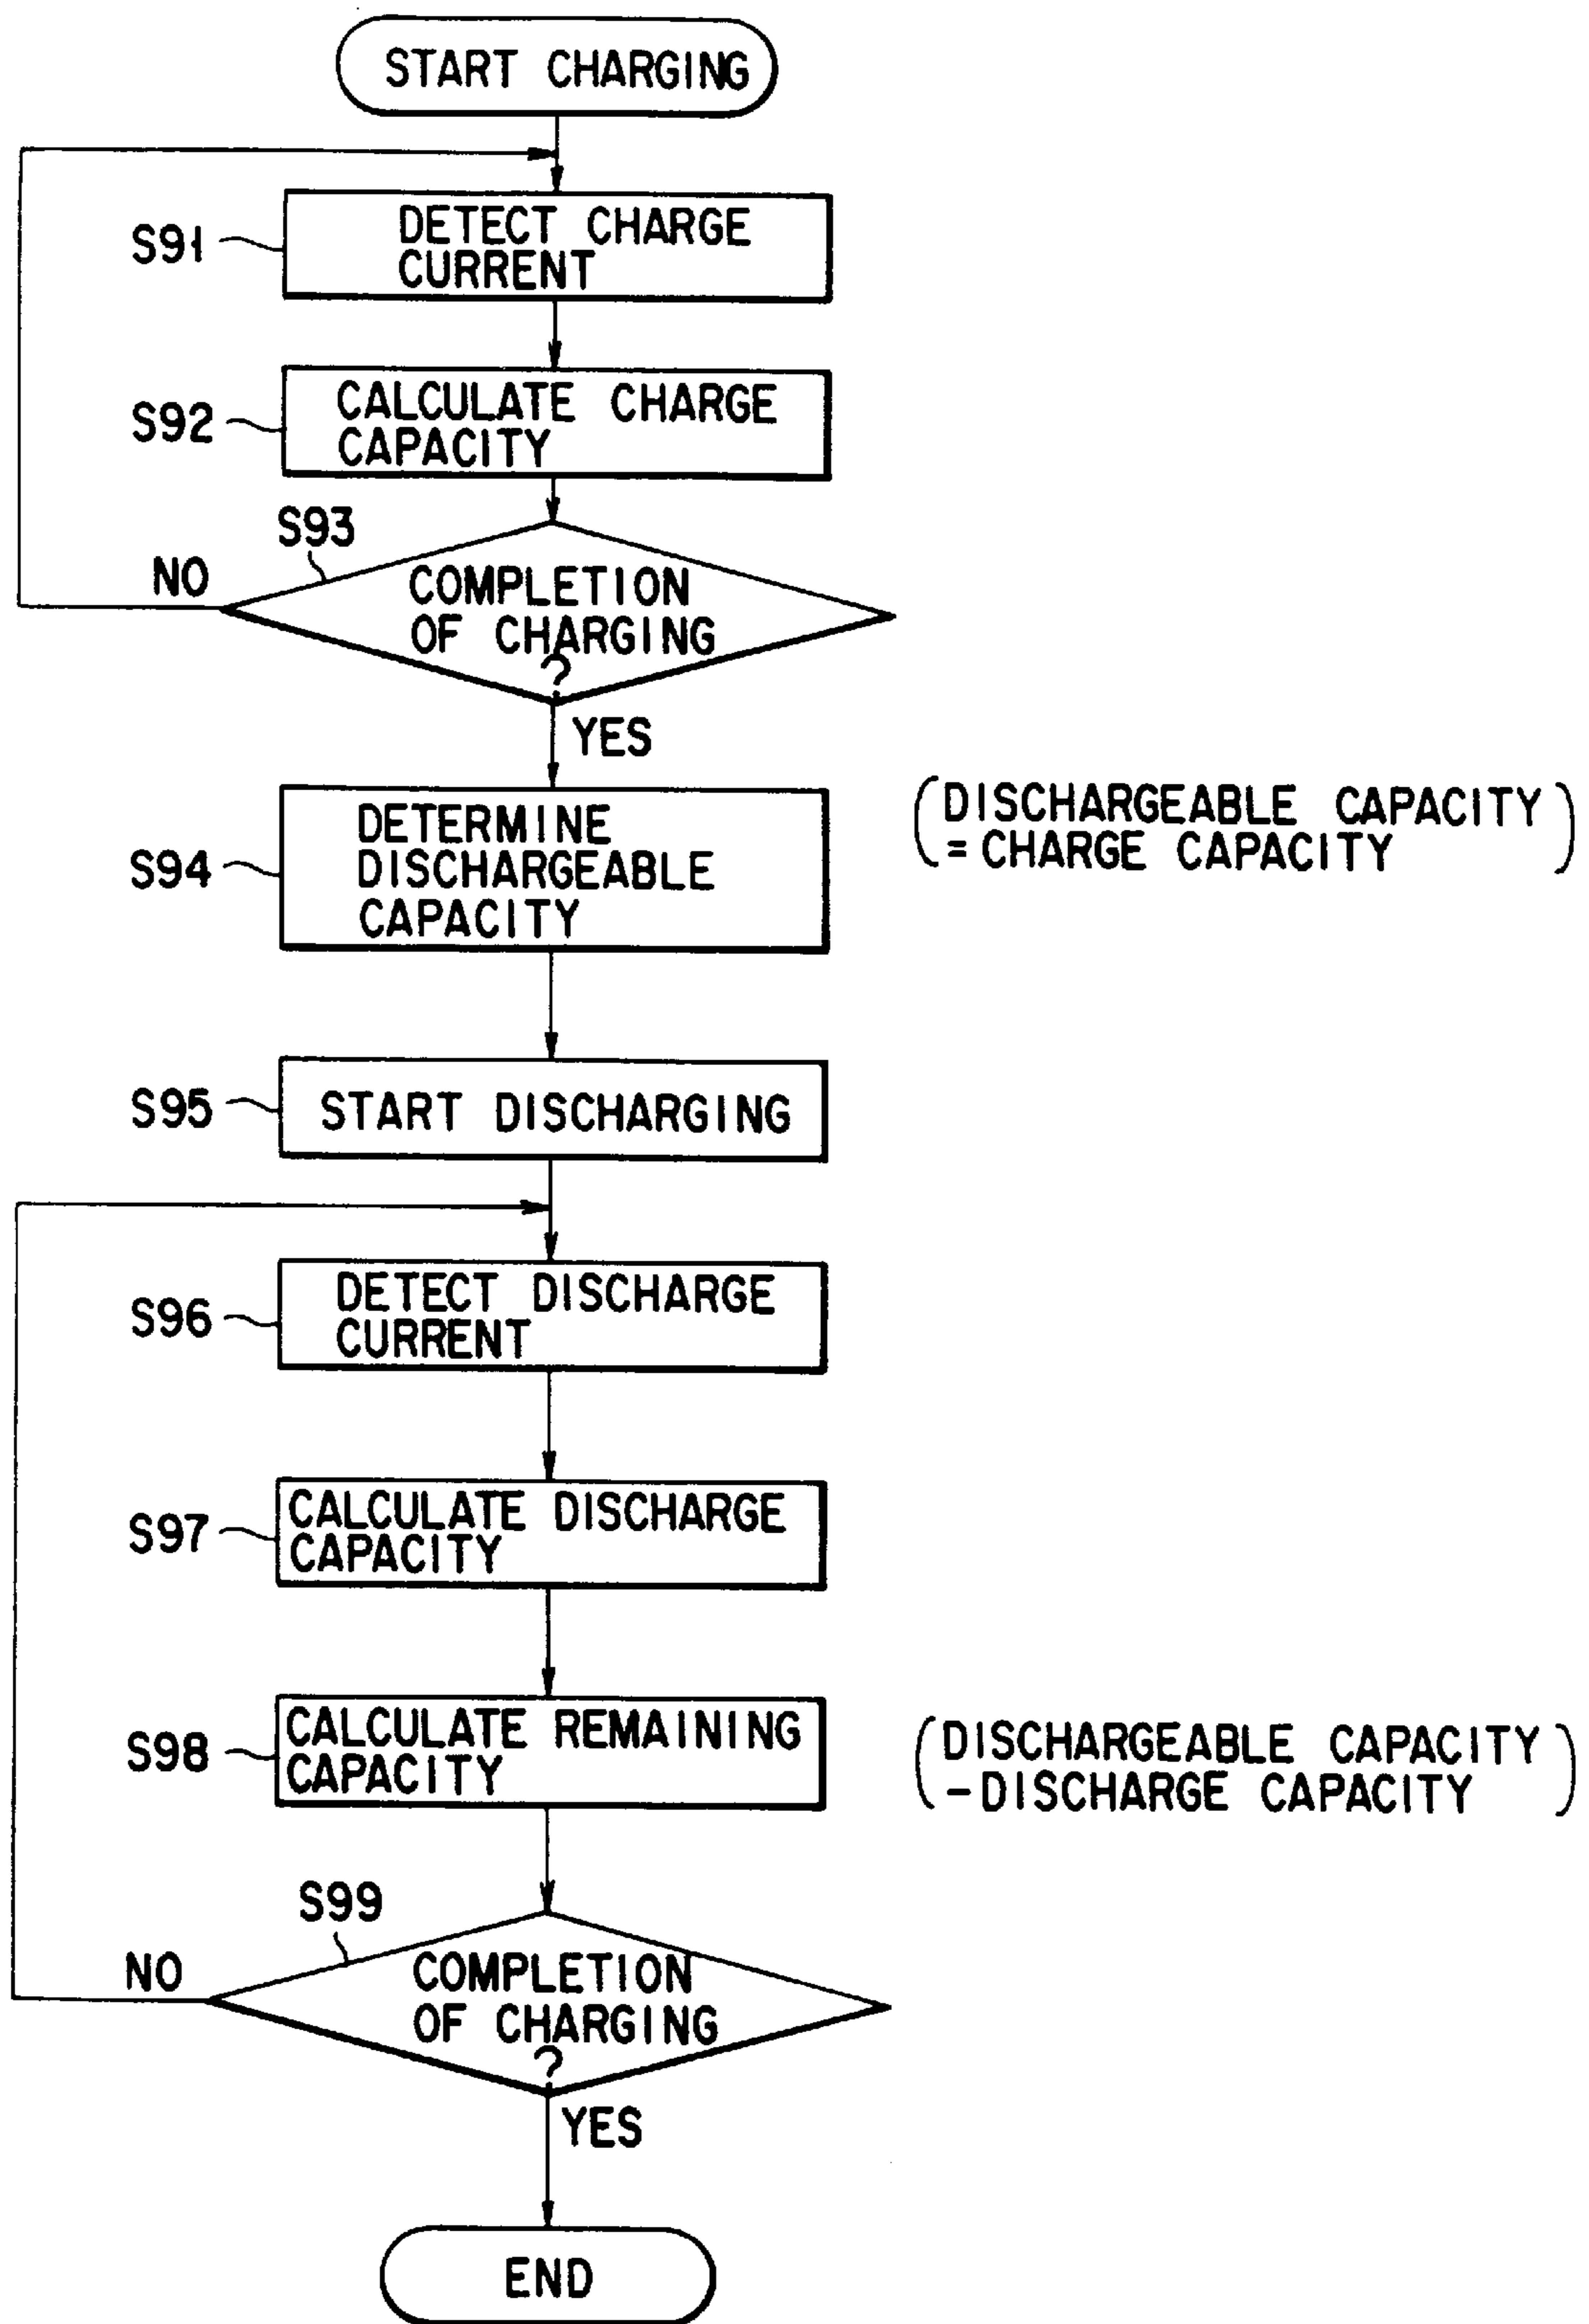 START CHARGING
S91
DETECT CHARGE
CURRENT
S92
CALCULATE CHARGE
CAPACITY
S93
NO
COMPLETION
OF CHARGING
?
YES
S94
DETERMINE
DISCHARGEABLE
CAPACITY
(DISCHARGEABLE CAPACITY
= CHARGE CAPACITY)
S95
START DISCHARGING
S96
DETECT DISCHARGE
CURRENT
S97
CALCULATE DISCHARGE
CAPACITY
S98
CALCULATE REMAINING
CAPACITY
(DISCHARGEABLE CAPACITY
- DISCHARGE CAPACITY)
S99
NO
COMPLETION
OF CHARGING
?
YES
END